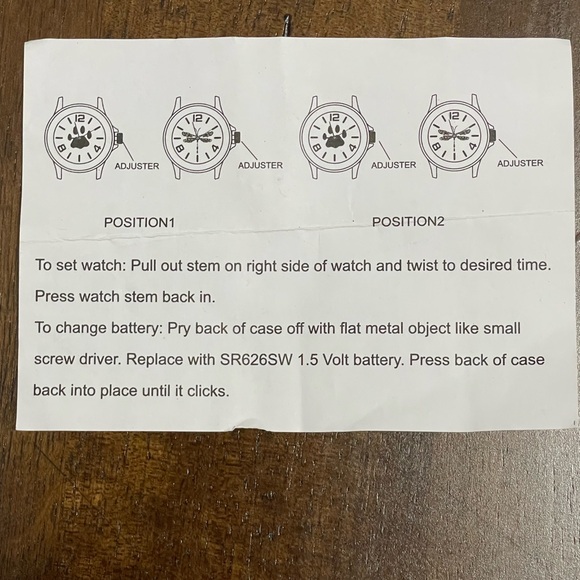 12 8 4 ADJUSTER 12 8 4 ADJUSTER 12 8 4 ADJUSTER 12 8 4 ADJUSTER
POSITION1 POSITION2
To set watch: Pull out stem on right side of watch and twist to desired time.
Press watch stem back in.
To change battery: Pry back of case off with flat metal object like small
screw driver. Replace with SR626SW 1.5 Volt battery. Press back of case
back into place until it clicks.